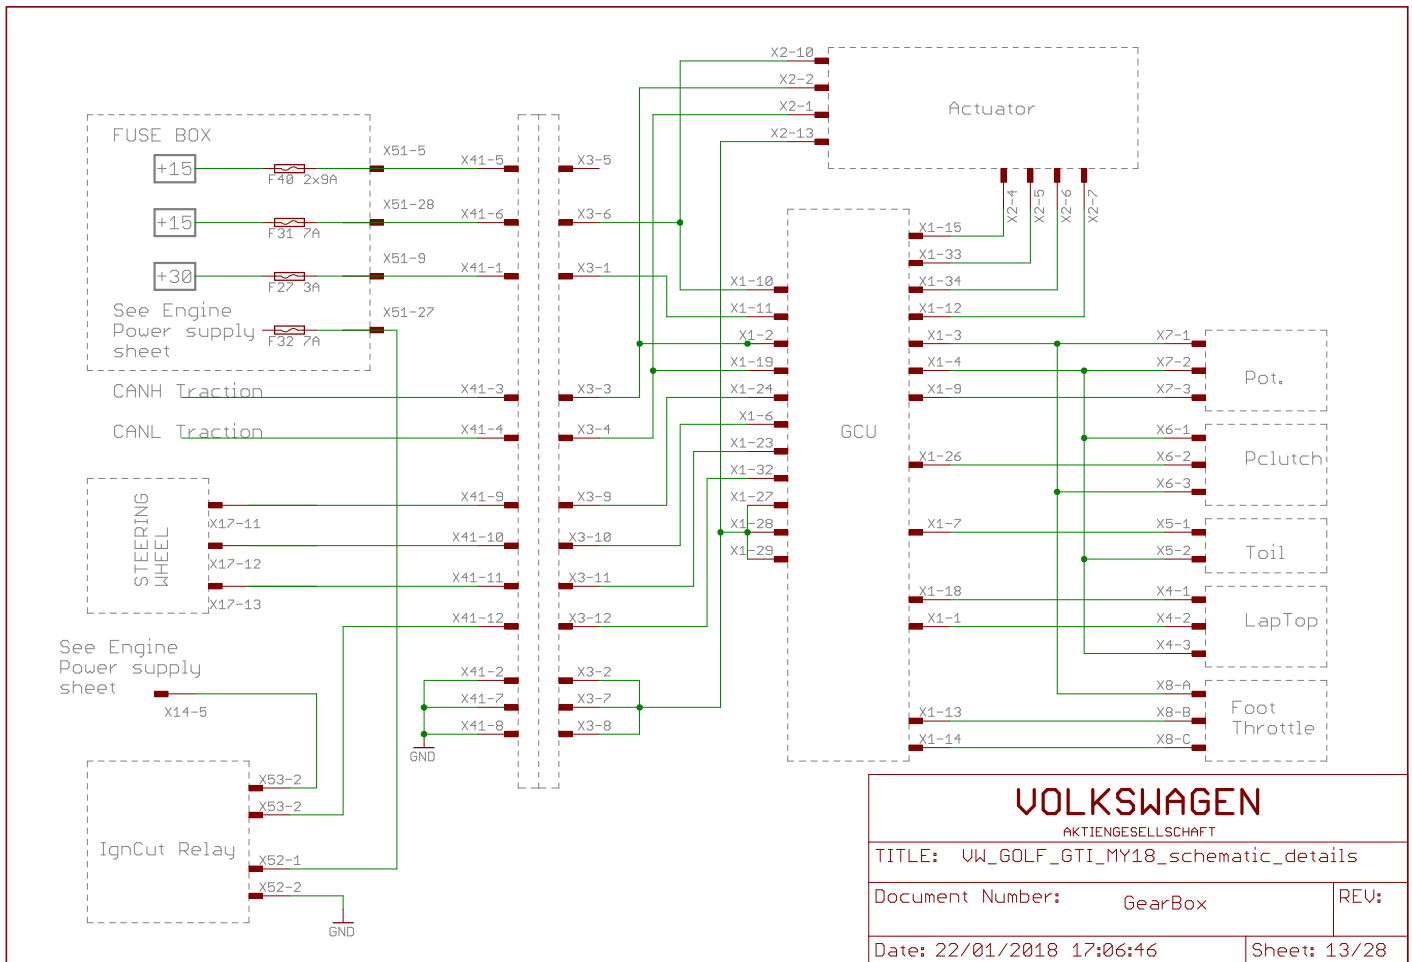 X2-10
X2-2
X2-1
X2-13
Actuator
X2-4
X2-5
X2-6
X2-7
FUSE BOX
+15
F40 2x9A
X51-5
X41-5
X3-5
+15
F31 7A
X51-28
X41-6
X3-6
+30
F27 3A
X51-9
X41-1
X3-1
See Engine
Power supply
sheet
F32 7A
X51-27
CANH Traction
X41-3
X3-3
CANL Traction
X41-4
X3-4
STEERING
WHEEL
X17-11
X17-12
X17-13
X41-9
X3-9
X41-10
X3-10
X41-11
X3-11
X41-12
X3-12
X41-2
X3-2
X41-7
X3-7
X41-8
X3-8
GND
See Engine
Power supply
sheet
X14-5
IgnCut Relay
X53-2
X53-2
X52-1
X52-2
GND
GCU
X1-10
X1-11
X1-2
X1-19
X1-24
X1-6
X1-23
X1-32
X1-27
X1-28
X1-29
X1-15
X1-33
X1-34
X1-12
X1-3
X1-4
X1-9
X1-26
X1-7
X1-18
X1-1
X1-13
X1-14
X7-1
X7-2
X7-3
Pot.
X6-1
X6-2
X6-3
Pclutch
X5-1
X5-2
Toil
X4-1
X4-2
X4-3
LapTop
X8-A
X8-B
X8-C
Foot
Throttle
VOLKSWAGEN
AKTIENGESELLSCHAFT
TITLE: VW_GOLF_GTI_MY18_schematic_details
Document Number: GearBox
REV:
Date: 22/01/2018 17:06:46
Sheet: 13/28